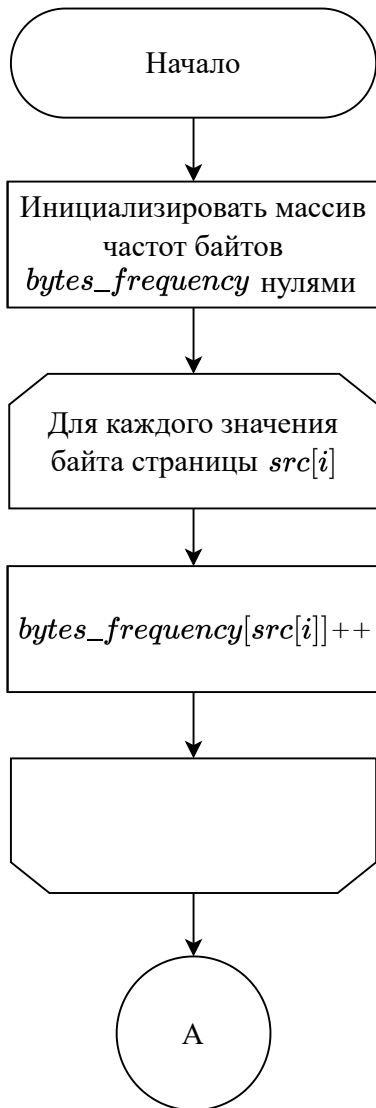 Начало
Инициализировать массив
частот байтов
bytes_frequency нулями
Для каждого значения
байта страницы src[i]
bytes_frequency[src[i]]++
А